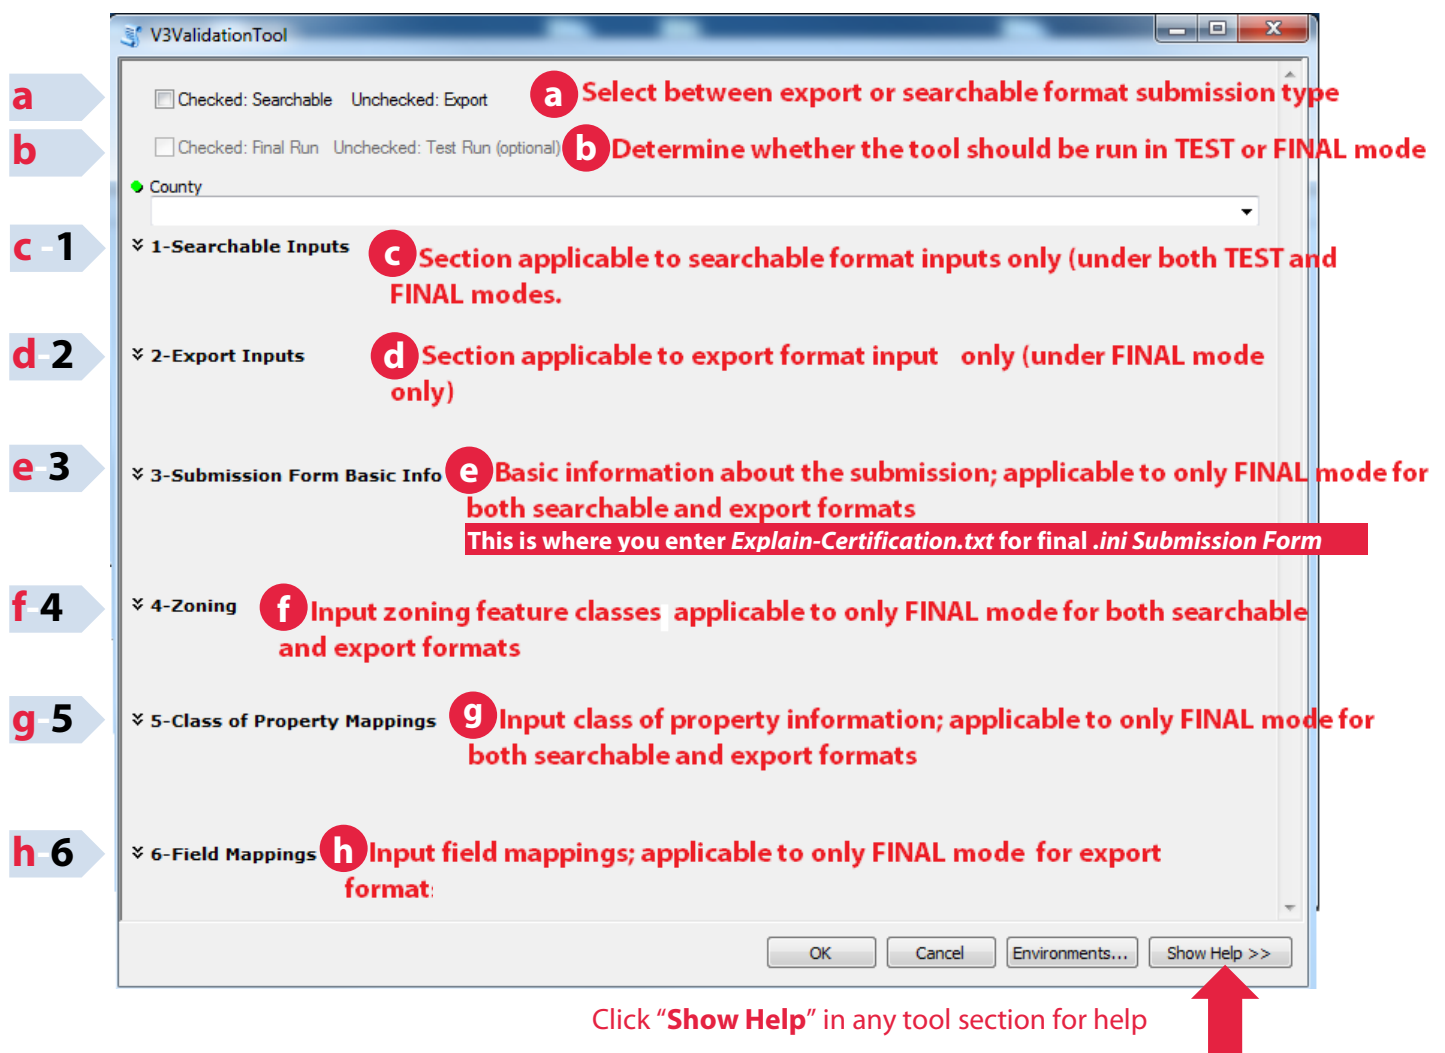 V3ValidationTool
a
Checked: Searchable Unchecked: Export
a Select between export or searchable format submission type
b
Checked: Final Run Unchecked: Test Run (optional)
b Determine whether the tool should be run in TEST or FINAL mode
County
c - 1
1-Searchable Inputs
c Section applicable to searchable format inputs only (under both TEST and
FINAL modes.
d - 2
2-Export Inputs
d Section applicable to export format input only (under FINAL mode
only)
e - 3
3-Submission Form Basic Info
e Basic information about the submission; applicable to only FINAL mode for
both searchable and export formats
This is where you enter Explain-Certification.txt for final .ini Submission Form
f - 4
4-Zoning
f Input zoning feature classes applicable to only FINAL mode for both searchable
and export formats
g - 5
5-Class of Property Mappings
g Input class of property information; applicable to only FINAL mode for
both searchable and export formats
h - 6
6-Field Mappings
h Input field mappings; applicable to only FINAL mode for export
format:
OK Cancel Environments... Show Help >>
Click “Show Help” in any tool section for help